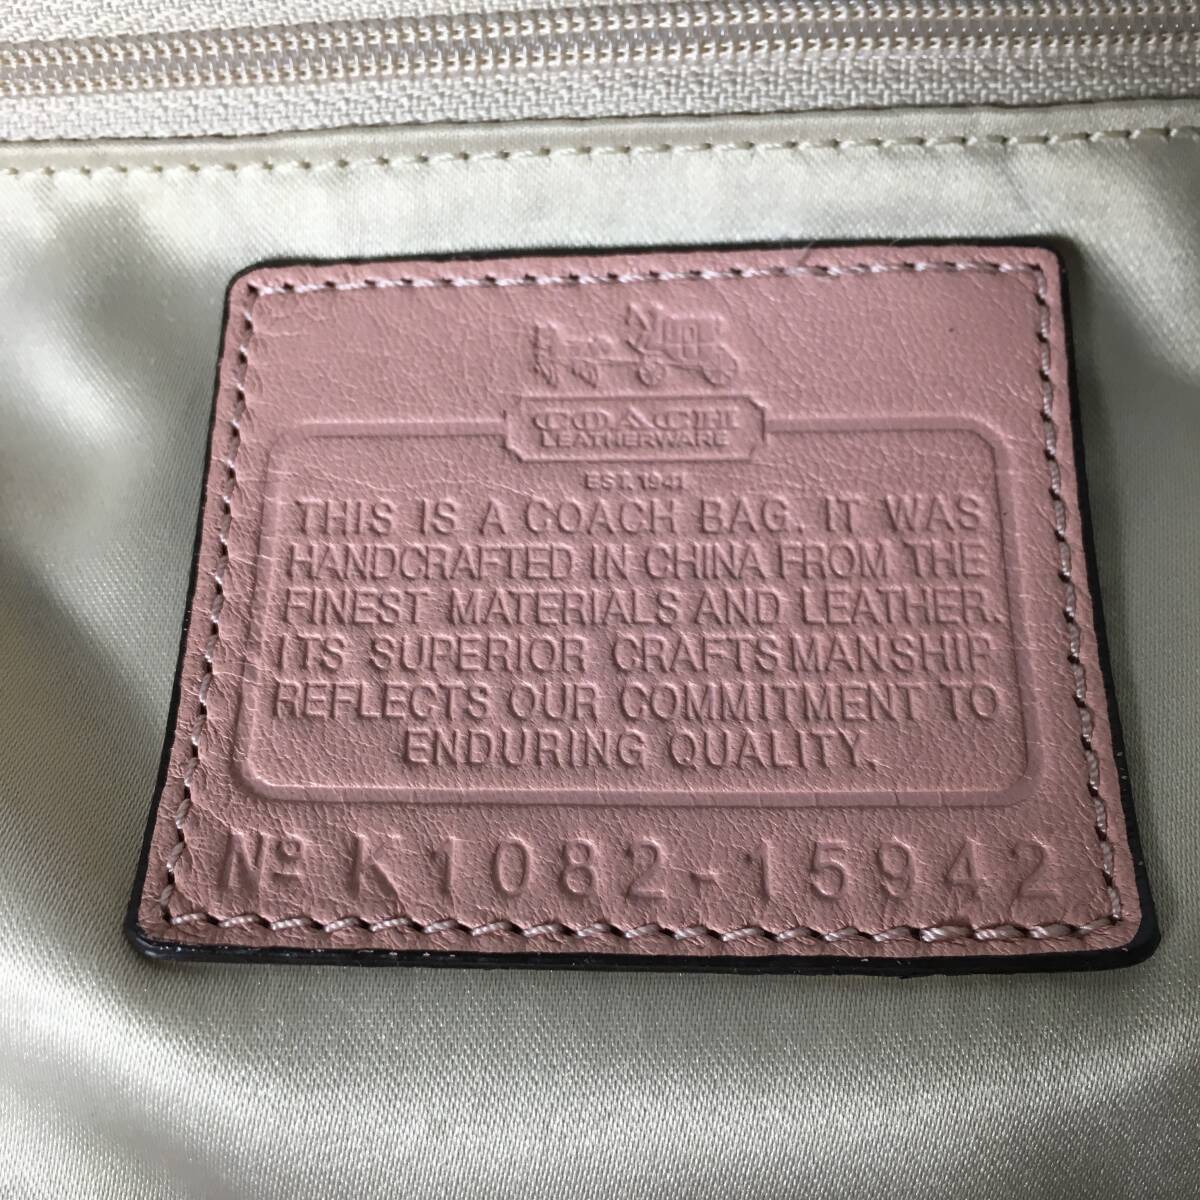 COACH
LEATHERWARE
EST. 1941
THIS IS A COACH BAG. IT WAS
HANDCRAFTED IN CHINA FROM THE
FINEST MATERIALS AND LEATHER.
ITS SUPERIOR CRAFTSMANSHIP
REFLECTS OUR COMMITMENT TO
ENDURING QUALITY.
Nº K1082-15942